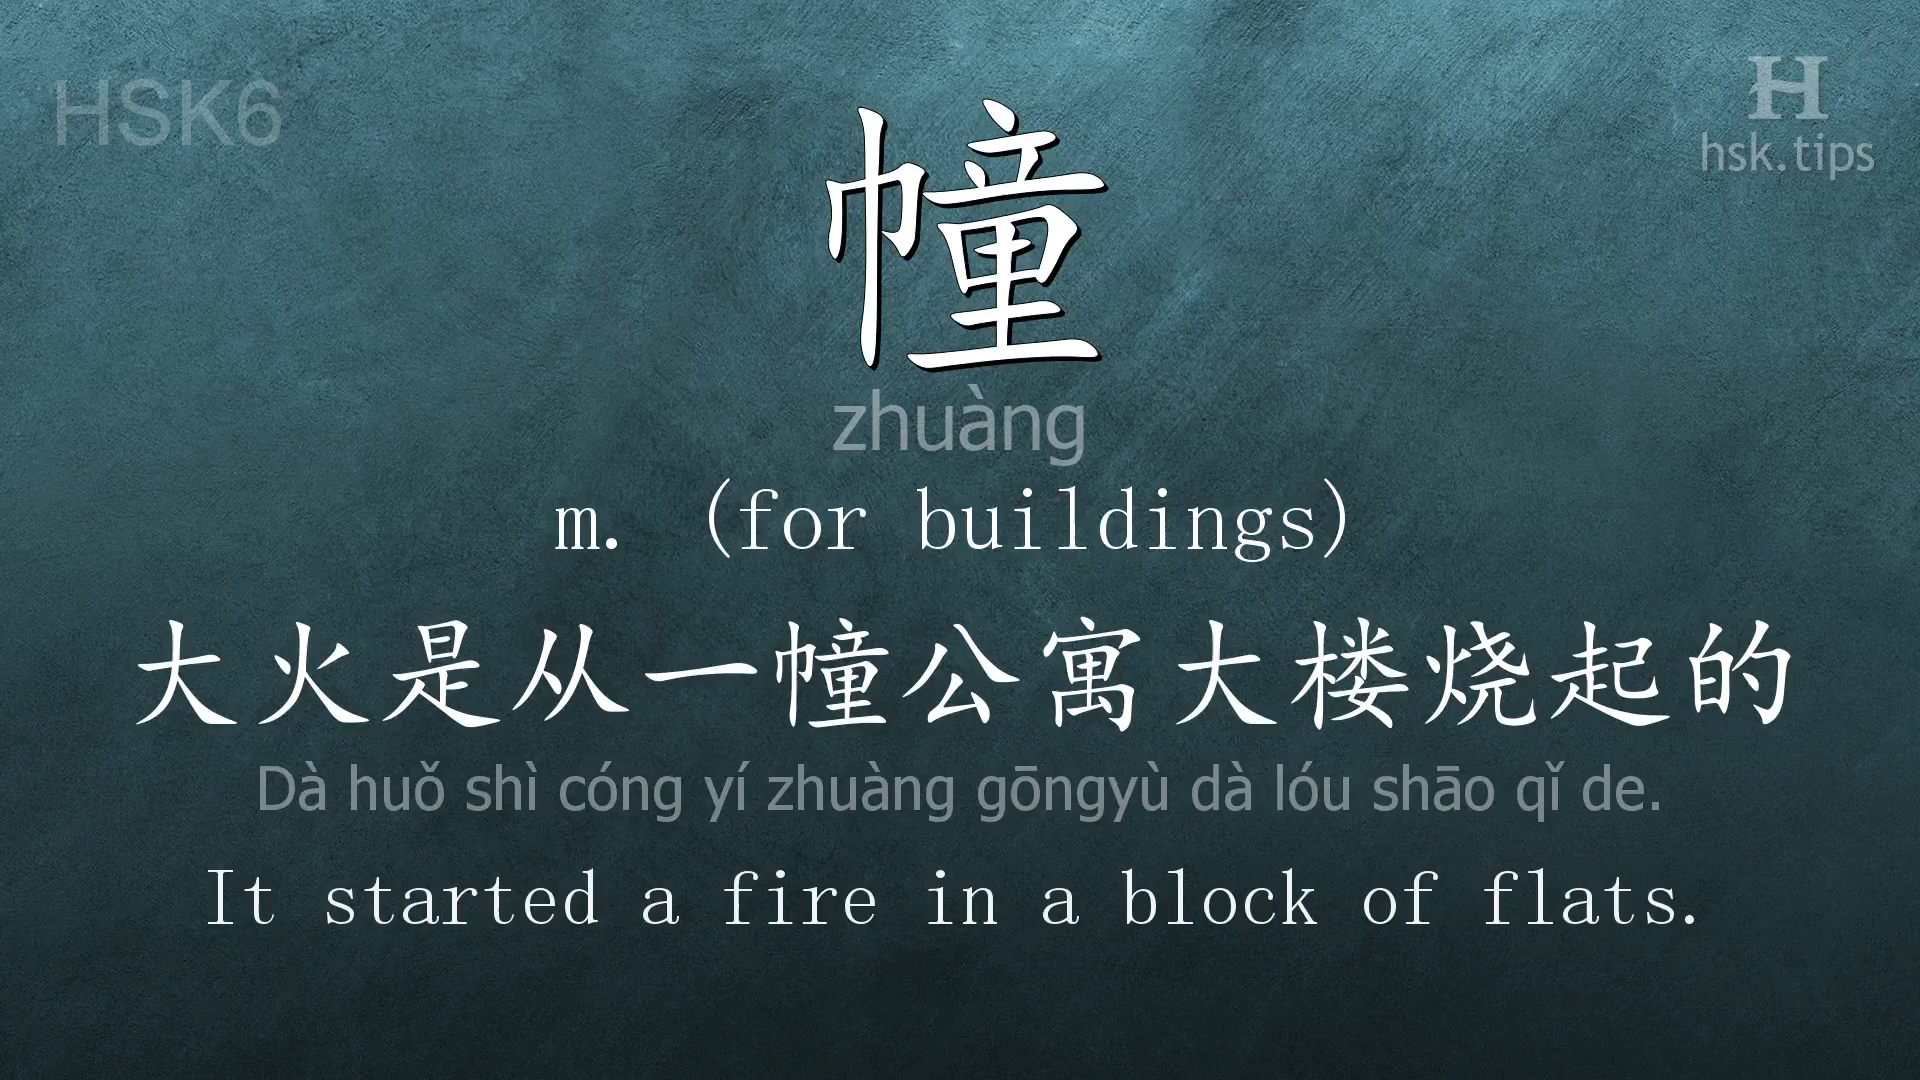 HSK6
H
hsk.tips
幢
zhuàng
m. (for buildings)
大火是从一幢公寓大楼烧起的
Dà huǒ shì cóng yí zhuàng gōngyù dà lóu shāo qǐ de.
It started a fire in a block of flats.